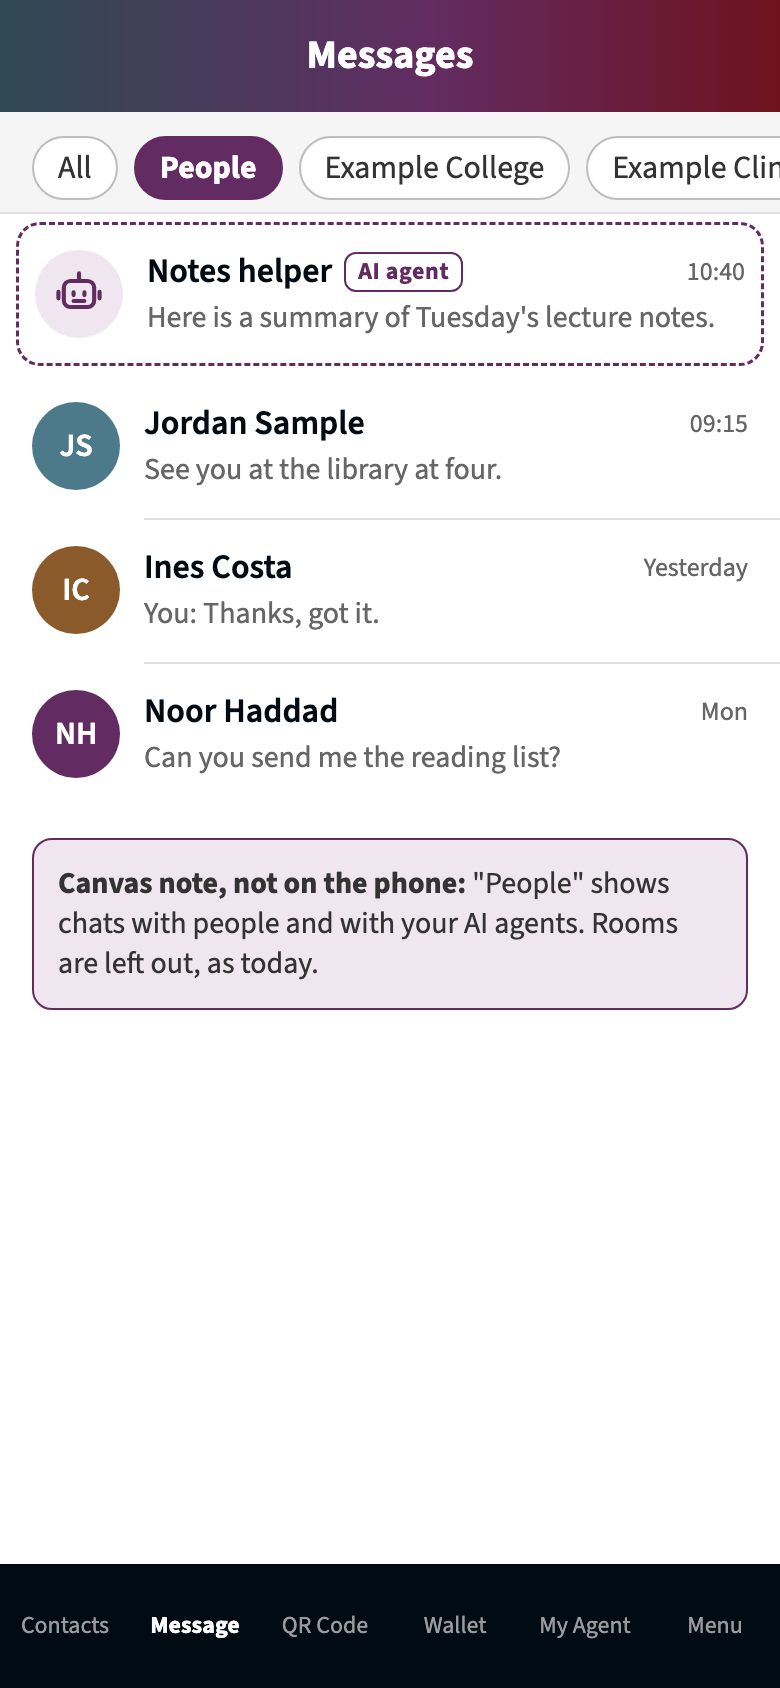 Messages
All
People
Example College
Example Clin
Notes helper AI agent 10:40
Here is a summary of Tuesday's lecture notes.
JS
Jordan Sample 09:15
See you at the library at four.
IC
Ines Costa Yesterday
You: Thanks, got it.
NH
Noor Haddad Mon
Can you send me the reading list?
Canvas note, not on the phone: "People" shows
chats with people and with your AI agents. Rooms
are left out, as today.
Contacts Message QR Code Wallet My Agent Menu